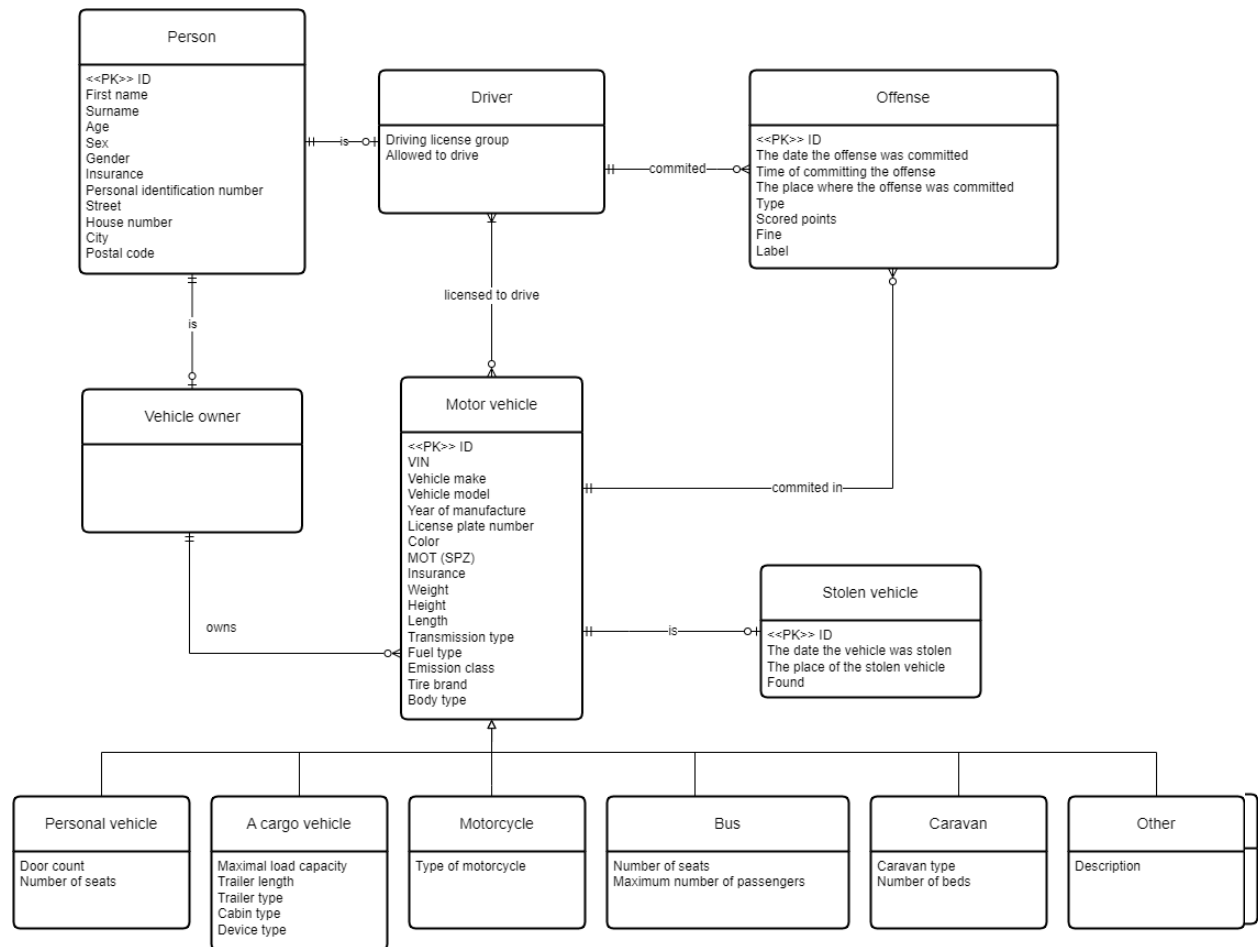 Person
<<PK>> ID
First name
Surname
Age
Sex
Gender
Insurance
Personal identification number
Street
House number
City
Postal code
is
Driver
Driving license group
Allowed to drive
commited
Offense
<<PK>> ID
The date the offense was committed
Time of committing the offense
The place where the offense was committed
Type
Scored points
Fine
Label
is
licensed to drive
Vehicle owner
owns
Motor vehicle
<<PK>> ID
VIN
Vehicle make
Vehicle model
Year of manufacture
License plate number
Color
MOT (SPZ)
Insurance
Weight
Height
Length
Transmission type
Fuel type
Emission class
Tire brand
Body type
commited in
is
Stolen vehicle
<<PK>> ID
The date the vehicle was stolen
The place of the stolen vehicle
Found
Personal vehicle
Door count
Number of seats
A cargo vehicle
Maximal load capacity
Trailer length
Trailer type
Cabin type
Device type
Motorcycle
Type of motorcycle
Bus
Number of seats
Maximum number of passengers
Caravan
Caravan type
Number of beds
Other
Description